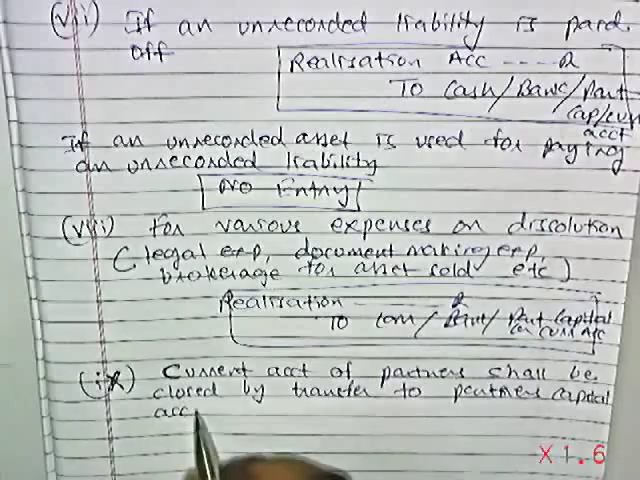 (vii) If an unrecorded liability is paid
off
Realisation Acc ---- R
To Cash/Bank/Part
Cap/curr
acct
If an unrecorded asset is used for paying
an unrecorded liability
No Entry
(viii) For various expenses on dissolution
(legal exp, document making exp,
brokerage for asset sold etc)
Realisation R
To Cash/Bank/Part Capital
or Curr Acc
(ix) Current acct of partners shall be
closed by transfer to partners capital
acc
X1.6